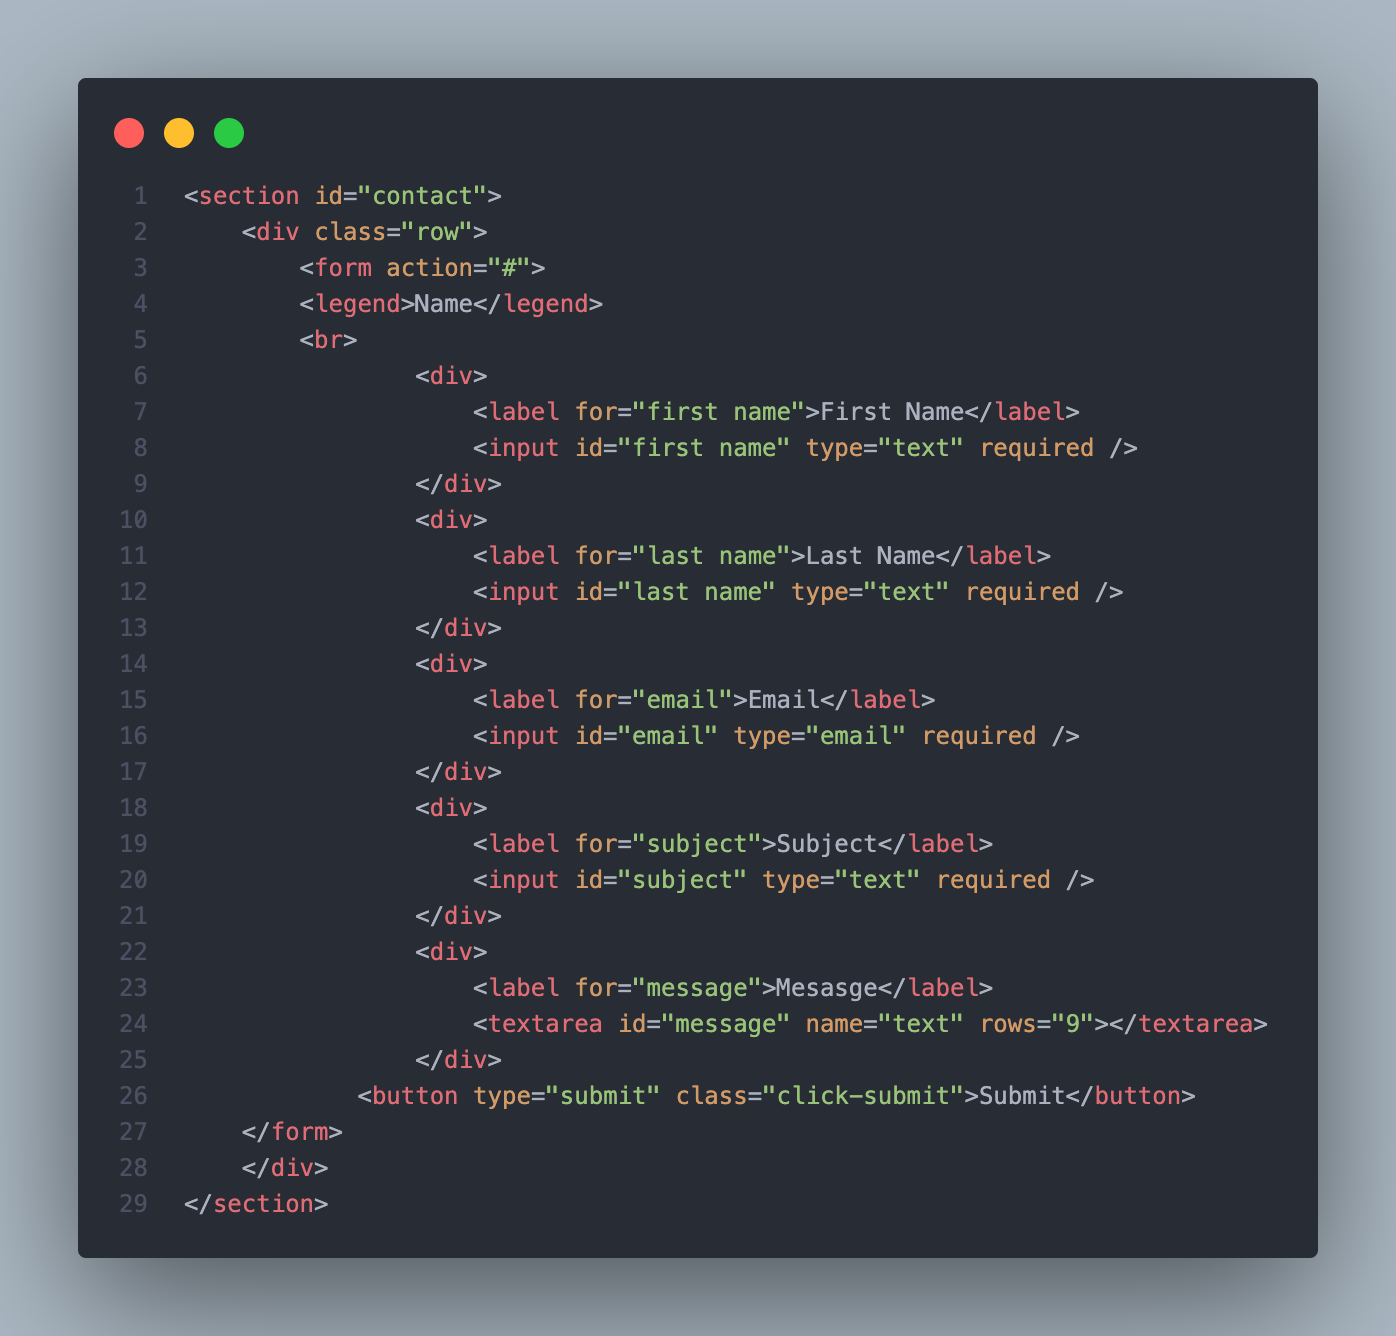 1 <section id="contact">
2     <div class="row">
3         <form action="#">
4         <legend>Name</legend>
5         <br>
6                 <div>
7                     <label for="first name">First Name</label>
8                     <input id="first name" type="text" required />
9                 </div>
10                 <div>
11                     <label for="last name">Last Name</label>
12                     <input id="last name" type="text" required />
13                 </div>
14                 <div>
15                     <label for="email">Email</label>
16                     <input id="email" type="email" required />
17                 </div>
18                 <div>
19                     <label for="subject">Subject</label>
20                     <input id="subject" type="text" required />
21                 </div>
22                 <div>
23                     <label for="message">Mesasge</label>
24                     <textarea id="message" name="text" rows="9"></textarea>
25                 </div>
26             <button type="submit" class="click-submit">Submit</button>
27     </form>
28     </div>
29 </section>